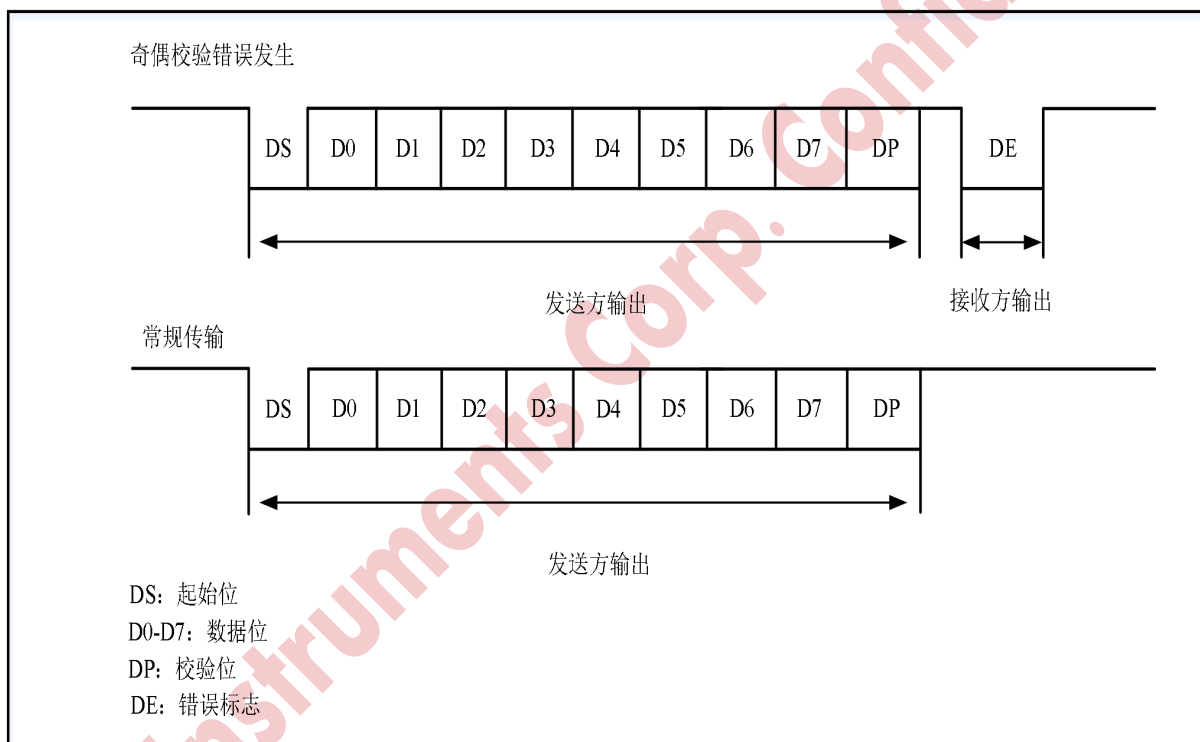 奇偶校验错误发生
DS D0 D1 D2 D3 D4 D5 D6 D7 DP DE
发送方输出 接收方输出
常规传输
DS D0 D1 D2 D3 D4 D5 D6 D7 DP
发送方输出
DS: 起始位
D0-D7: 数据位
DP: 校验位
DE: 错误标志
Instruments Corp. Confid